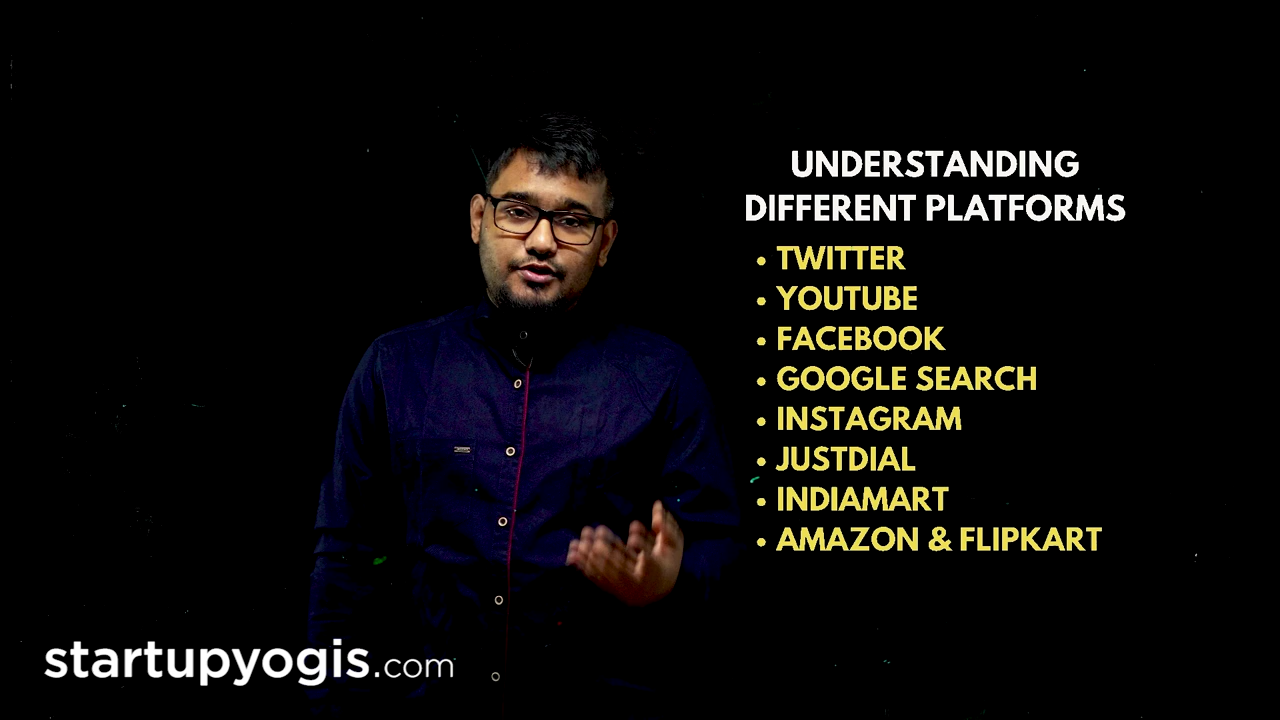 UNDERSTANDING
DIFFERENT PLATFORMS
• TWITTER
• YOUTUBE
• FACEBOOK
• GOOGLE SEARCH
• INSTAGRAM
• JUSTDIAL
• INDIAMART
• AMAZON & FLIPKART
startupyogis.com